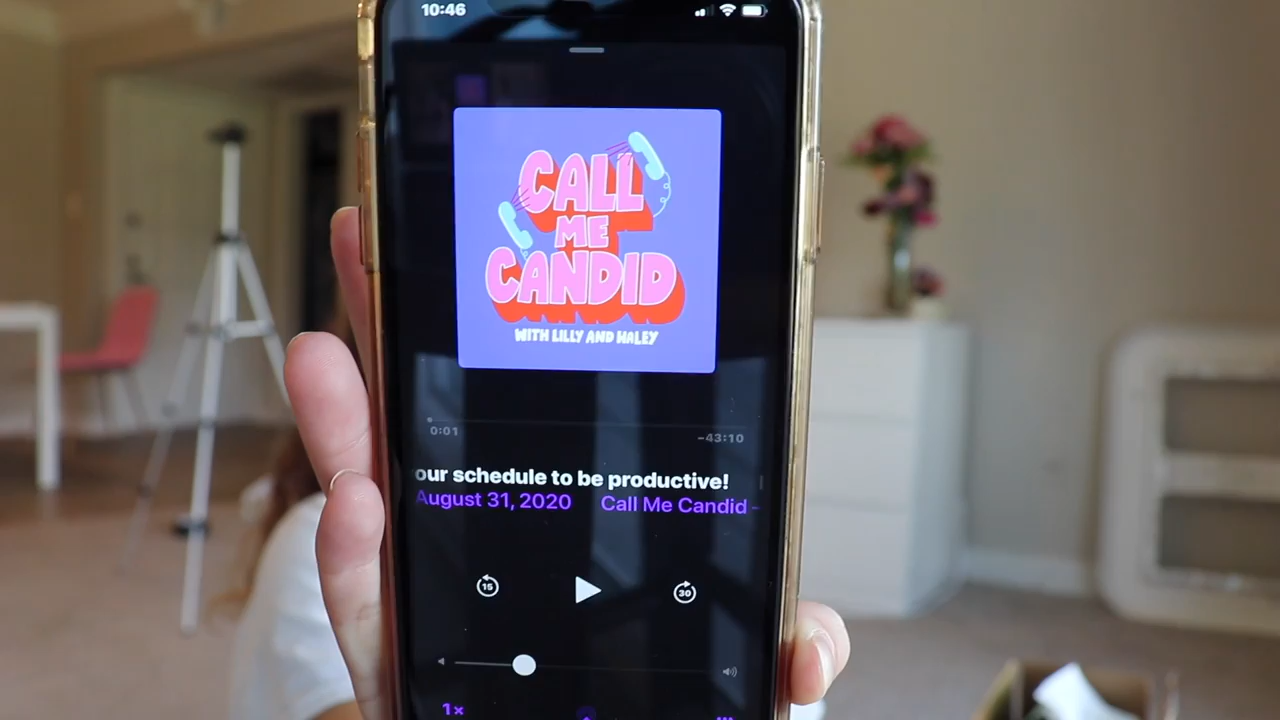 10:46
CALL
ME
CANDID
WITH LILLY AND HALEY
0:01
-43:10
our schedule to be productive!
August 31, 2020 Call Me Candid -
15
30
1x